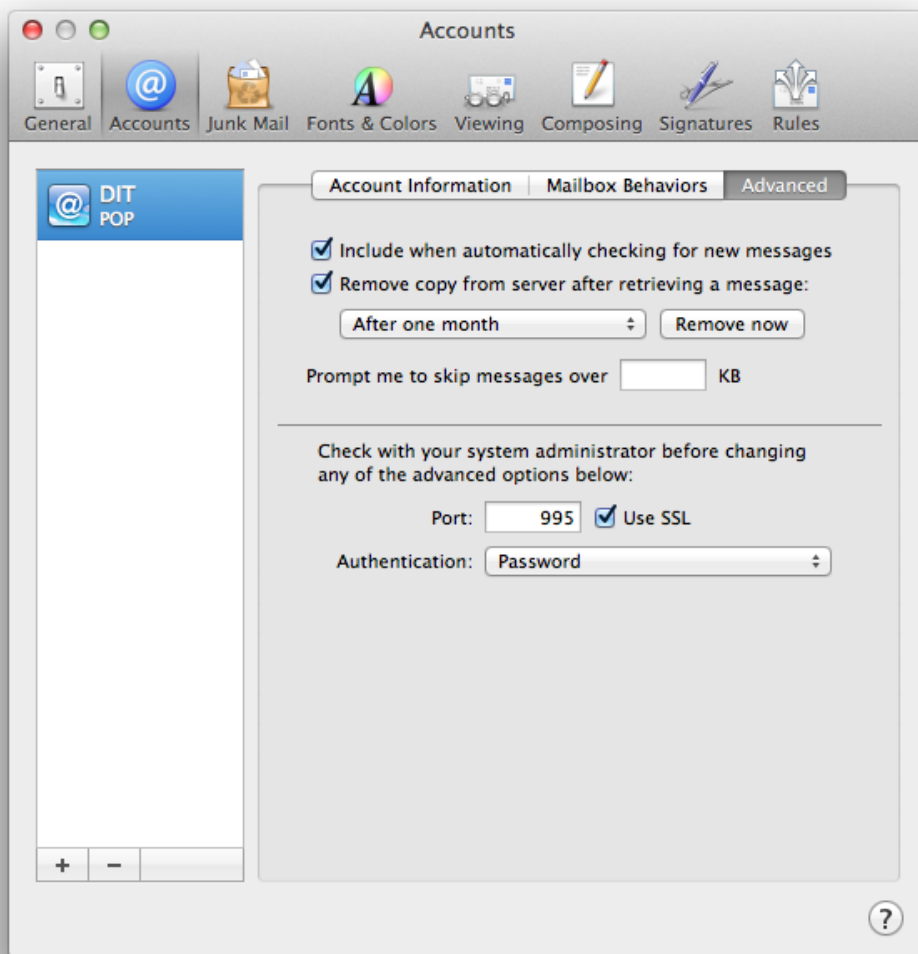 Accounts
General Accounts Junk Mail Fonts & Colors Viewing Composing Signatures Rules
DIT
POP
Account Information Mailbox Behaviors Advanced
Include when automatically checking for new messages
Remove copy from server after retrieving a message:
After one month Remove now
Prompt me to skip messages over KB
Check with your system administrator before changing
any of the advanced options below:
Port: 995 Use SSL
Authentication: Password
+ −
?